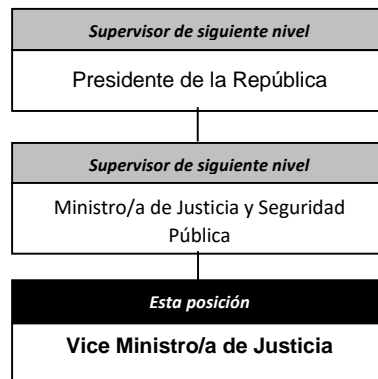 Supervisor de siguiente nivel
Presidente de la República
Supervisor de siguiente nivel
Ministro/a de Justicia y Seguridad
Pública
Esta posición
Vice Ministro/a de Justicia